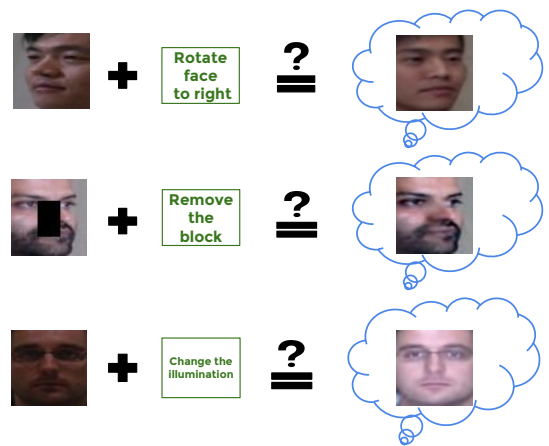 Rotate
face
to right
?
Remove
the
block
?
Change the
illumination
?